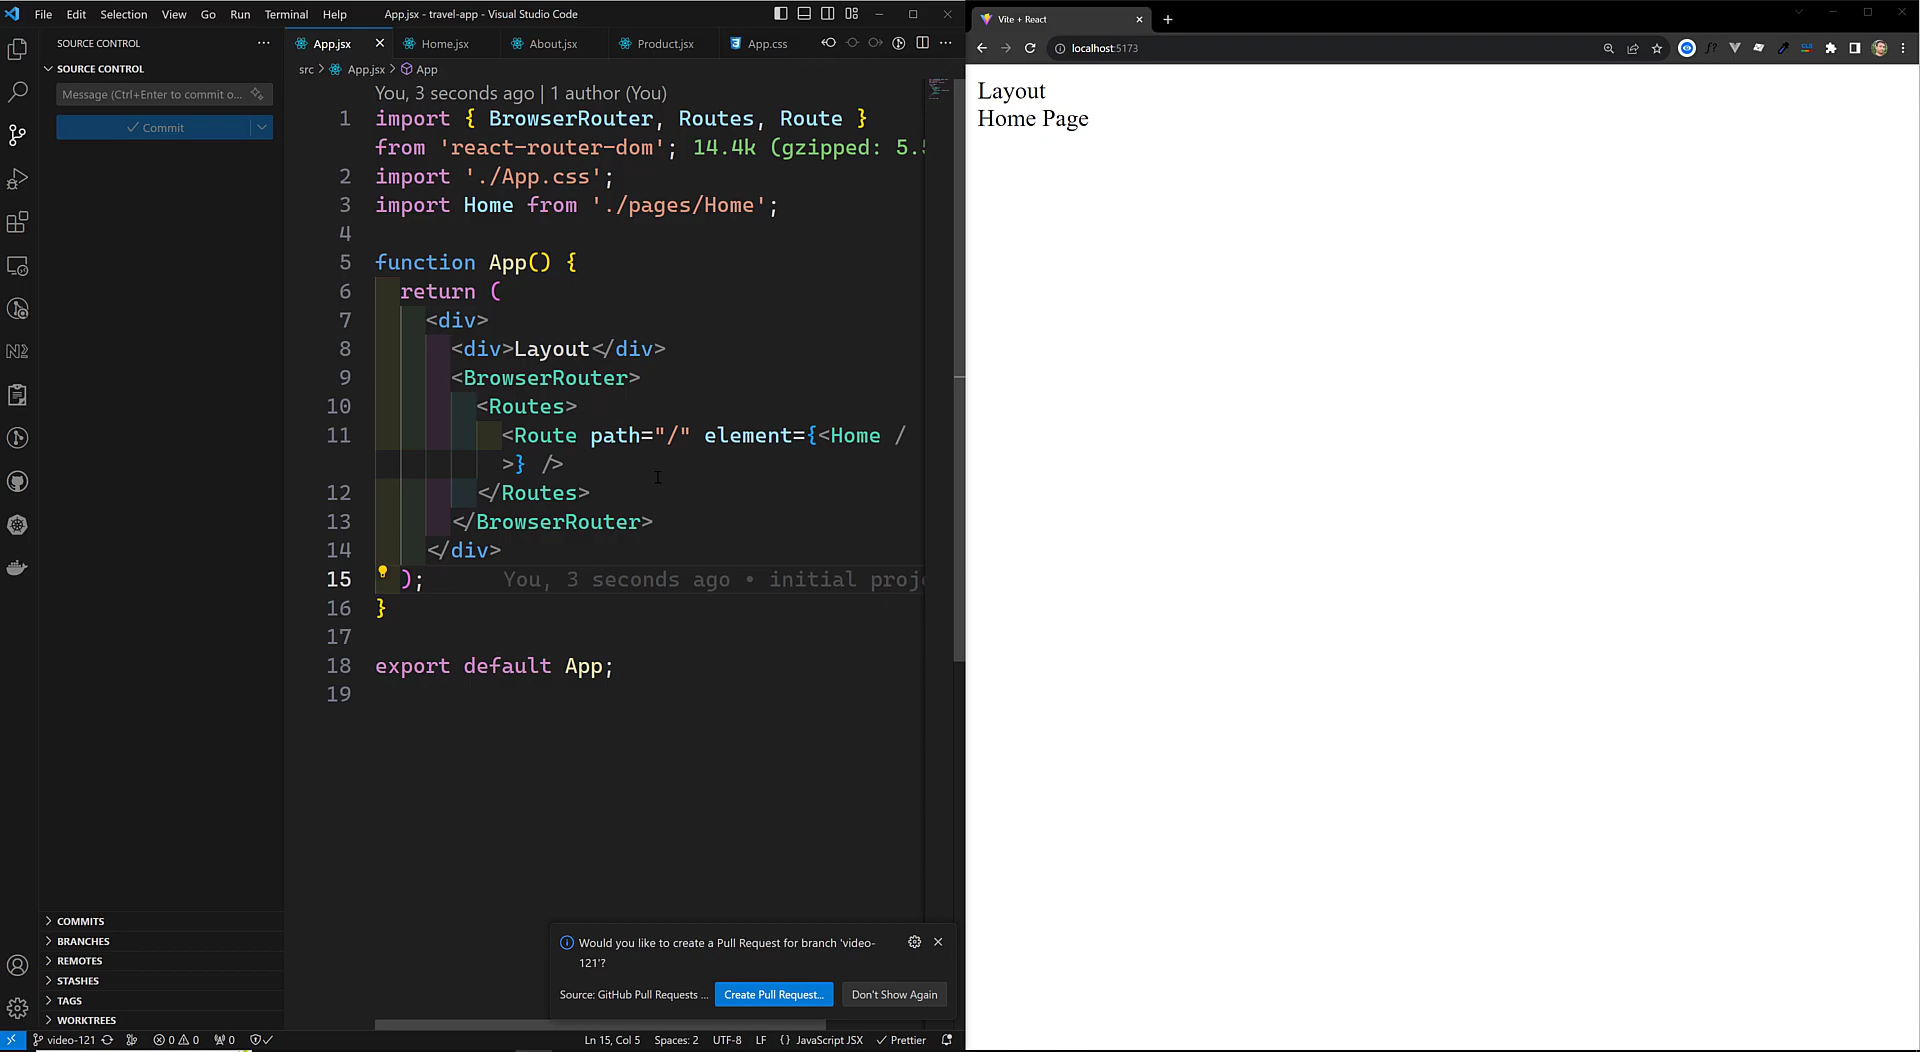 File Edit Selection View Go Run Terminal Help App.jsx - travel-app - Visual Studio Code
Vite + React
SOURCE CONTROL
App.jsx Home.jsx About.jsx Product.jsx App.css
localhost:5173
SOURCE CONTROL
src > App.jsx > App
Message (Ctrl+Enter to commit o...
Commit
You, 3 seconds ago | 1 author (You)
1 import { BrowserRouter, Routes, Route }
from 'react-router-dom'; 14.4k (gzipped: 5.
2 import './App.css';
3 import Home from './pages/Home';
4
5 function App() {
6 return (
7 <div>
8 <div>Layout</div>
9 <BrowserRouter>
10 <Routes>
11 <Route path="/" element={<Home /
>} />
12 </Routes>
13 </BrowserRouter>
14 </div>
15 ); You, 3 seconds ago • initial proj
16 }
17
18 export default App;
19
Layout
Home Page
COMMITS
BRANCHES
REMOTES
STASHES
TAGS
WORKTREES
Would you like to create a Pull Request for branch 'video-
121'?
Source: GitHub Pull Requests ... Create Pull Request... Don't Show Again
video-121 0 0 0 Ln 15, Col 5 Spaces: 2 UTF-8 LF {} JavaScript JSX Prettier